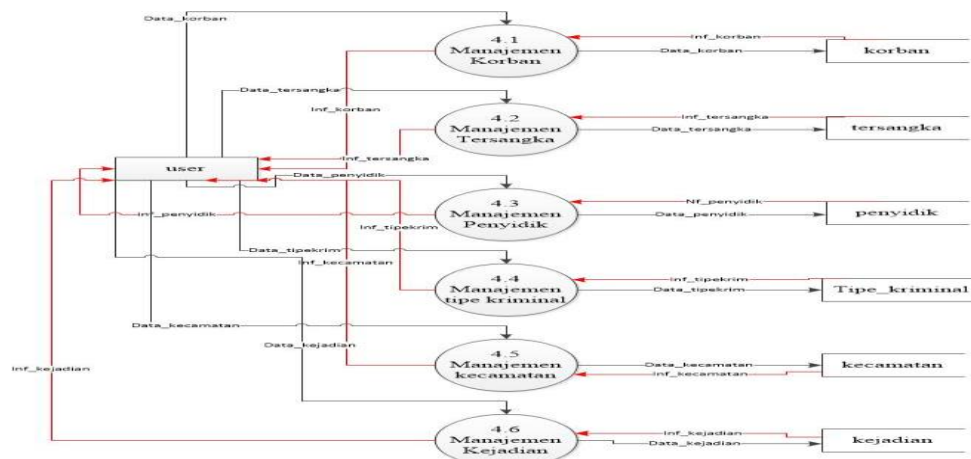 Data_korban
4.1
Manajemen
Korban
Inf_korban
Data_korban
korban
Data_tersangka
Inf_korban
4.2
Manajemen
Tersangka
Inf_tersangka
Data_tersangka
tersangka
Inf_tersangka
user
Data_penyidik
4.3
Manajemen
Penyidik
Nf_penyidik
Data_penyidik
penyidik
Inf_penyidik
Inf_tipekrim
Data_tipekrim
Inf_kecamatan
4.4
Manajemen
tipe kriminal
Inf_tipekrim
Data_tipekrim
Tipe_kriminal
Data_kecamatan
Data_kejadian
4.5
Manajemen
kecamatan
Data_kecamatan
Inf_kecamatan
kecamatan
Inf_kejadian
4.6
Manajemen
Kejadian
Inf_kejadian
Data_kejadian
kejadian